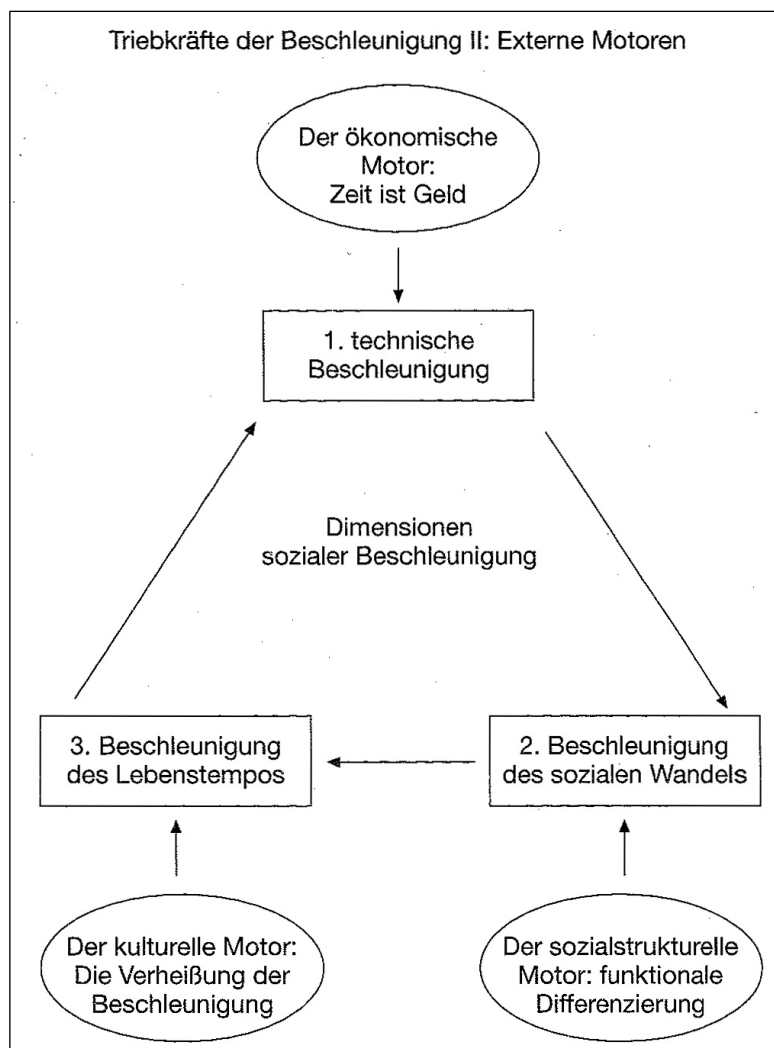 Triebkräfte der Beschleunigung II: Externe Motoren
Der ökonomische
Motor:
Zeit ist Geld
1. technische
Beschleunigung
Dimensionen
sozialer Beschleunigung
3. Beschleunigung
des Lebenstempos
2. Beschleunigung
des sozialen Wandels
Der kulturelle Motor:
Die Verheißung der
Beschleunigung
Der sozialstrukturelle
Motor: funktionale
Differenzierung